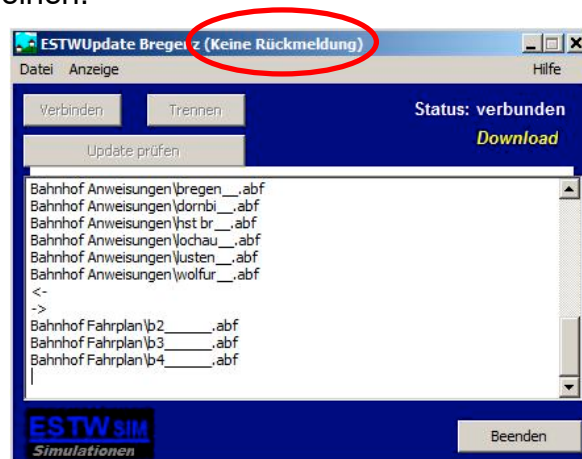 einen:
ESTWUpdate Bregenz (Keine Rückmeldung)
Datei Anzeige Hilfe
Verbinden Trennen Status: verbunden
Download
Update prüfen
Bahnhof Anweisungen\bregen__.abf
Bahnhof Anweisungen\dornbi__.abf
Bahnhof Anweisungen\hst br__.abf
Bahnhof Anweisungen\lochau__.abf
Bahnhof Anweisungen\lusten__.abf
Bahnhof Anweisungen\wolfur__.abf
<-
->
Bahnhof Fahrplan\b2______.abf
Bahnhof Fahrplan\b3______.abf
Bahnhof Fahrplan\b4______.abf
ESTW SIM
Simulationen
Beenden